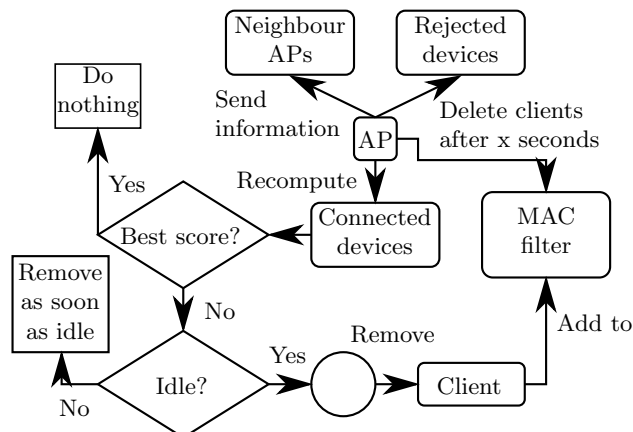 Neighbour
APs
Rejected
devices
Do
nothing
Send
information
AP
Delete clients
after x seconds
Yes
Recompute
Best score?
Connected
devices
MAC
filter
Remove
as soon
as idle
No
Remove
Add to
Yes
Idle?
Client
No